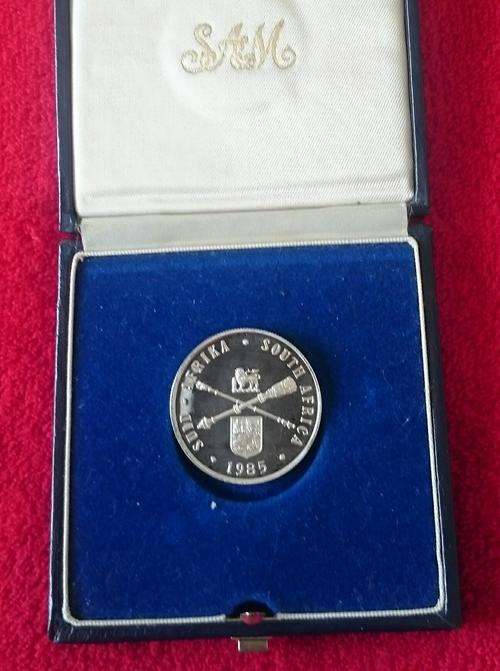 SAM
SUID-AFRIKA • SOUTH AFRICA
• 1985 •